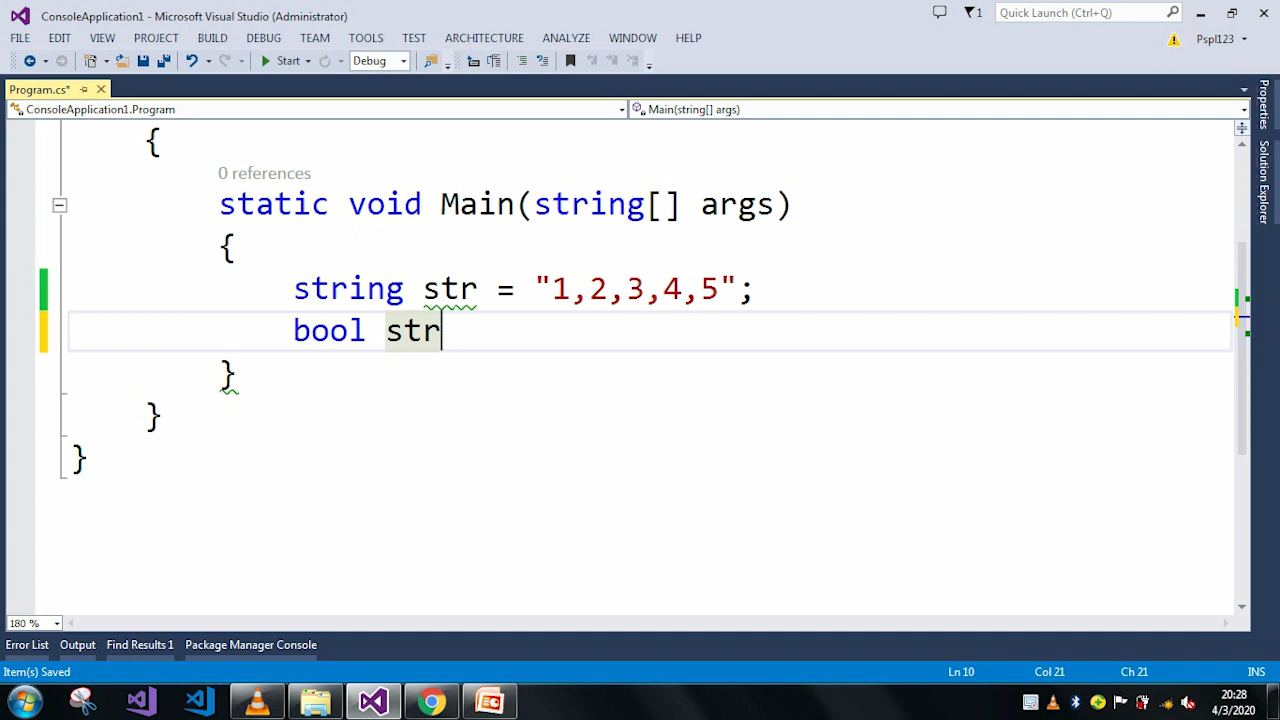 ConsoleApplication1 - Microsoft Visual Studio (Administrator)
1
Quick Launch (Ctrl+Q)
FILE EDIT VIEW PROJECT BUILD DEBUG TEAM TOOLS TEST ARCHITECTURE ANALYZE WINDOW HELP
Pspl123
Start Debug
Program.cs*
ConsoleApplication1.Program
Main(string[] args)
Properties
Solution Explorer
{
0 references
static void Main(string[] args)
{
string str = "1,2,3,4,5";
bool str
}
}
}
180 %
Error List Output Find Results 1 Package Manager Console
Item(s) Saved Ln 10 Col 21 Ch 21 INS
20:28
4/3/2020